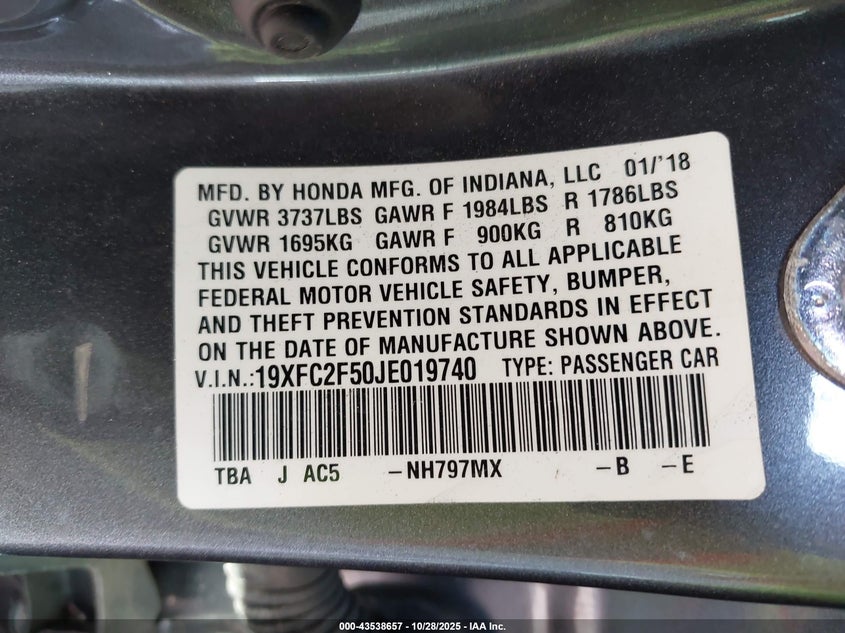 MFD. BY HONDA MFG. OF INDIANA, LLC 01/'18
GVWR 3737LBS GAWR F 1984LBS R 1786LBS
GVWR 1695KG GAWR F 900KG R 810KG
THIS VEHICLE CONFORMS TO ALL APPLICABLE
FEDERAL MOTOR VEHICLE SAFETY, BUMPER,
AND THEFT PREVENTION STANDARDS IN EFFECT
ON THE DATE OF MANUFACTURE SHOWN ABOVE.
V.I.N.:19XFC2F50JE019740 TYPE: PASSENGER CAR
TBA J AC5 -NH797MX -B -E
000-43538657 - 10/28/2025 - IAA Inc.